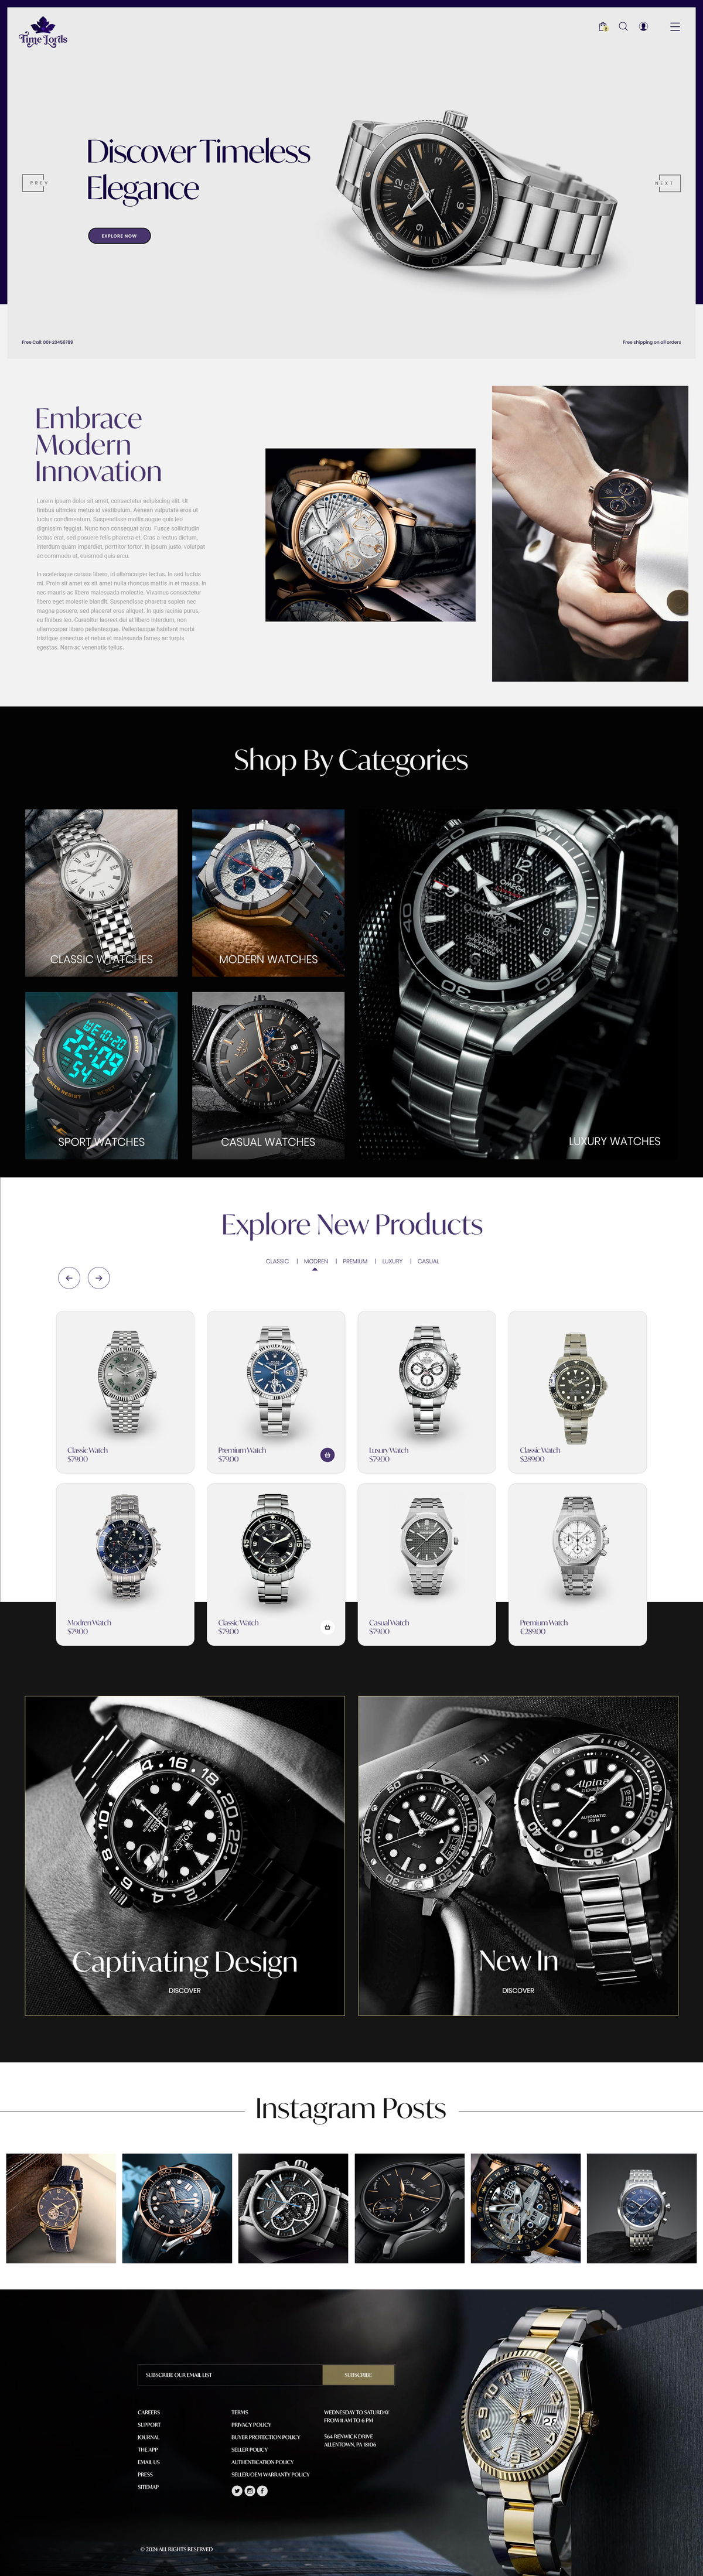 Time Lords
0
Discover Timeless
Elegance
PREV
NEXT
EXPLORE NOW
Free Call: 001-23456789
Free shipping on all orders
Embrace
Modern
Innovation
Lorem ipsum dolor sit amet, consectetur adipiscing elit. Ut
finibus ultricies metus id vestibulum. Aenean vulputate eros ut
luctus condimentum. Suspendisse mollis augue quis leo
dignissim feugiat. Nunc non consequat arcu. Fusce sollicitudin
lectus erat, sed posuere felis pharetra et. Cras a lectus dictum,
interdum quam imperdiet, porttitor tortor. In ipsum justo, volutpat
ac commodo ut, euismod quis arcu.
In scelerisque cursus libero, id ullamcorper lectus. In sed luctus
mi. Proin sit amet ex sit amet nulla rhoncus mattis in et massa. In
nec mauris ac libero malesuada molestie. Vivamus consectetur
libero eget molestie blandit. Suspendisse pharetra sapien nec
magna posuere, sed placerat eros aliquet. In quis lacinia purus,
eu finibus leo. Curabitur laoreet dui at libero interdum, non
ullamcorper libero pellentesque. Pellentesque habitant morbi
tristique senectus et netus et malesuada fames ac turpis
egestas. Nam ac venenatis tellus.
Shop By Categories
CLASSIC WATCHES
MODERN WATCHES
SPORT WATCHES
CASUAL WATCHES
LUXURY WATCHES
Explore New Products
CLASSIC | MODREN | PREMIUM | LUXURY | CASUAL
Classic Watch
$79.00
Premium Watch
$79.00
Luxury Watch
$79.00
Classic Watch
$289.00
Modren Watch
$79.00
Classic Watch
$79.00
Casual Watch
$79.00
Premium Watch
€289.00
Captivating Design
DISCOVER
Alpina
Alpina
GENEVE
AUTOMATIC
300 M
New In
DISCOVER
Instagram Posts
SUBSCRIBE OUR EMAIL LIST
SUBSCRIBE
CAREERS
SUPPORT
JOURNAL
THE APP
EMAIL US
PRESS
SITEMAP
TERMS
PRIVACY POLICY
BUYER PROTECTION POLICY
SELLER POLICY
AUTHENTICATION POLICY
SELLER/OEM WARRANTY POLICY
WEDNESDAY TO SATURDAY
FROM 11 AM TO 6 PM
564 RENWICK DRIVE
ALLENTOWN, PA 18106
ROLEX
© 2024 ALL RIGHTS RESERVED